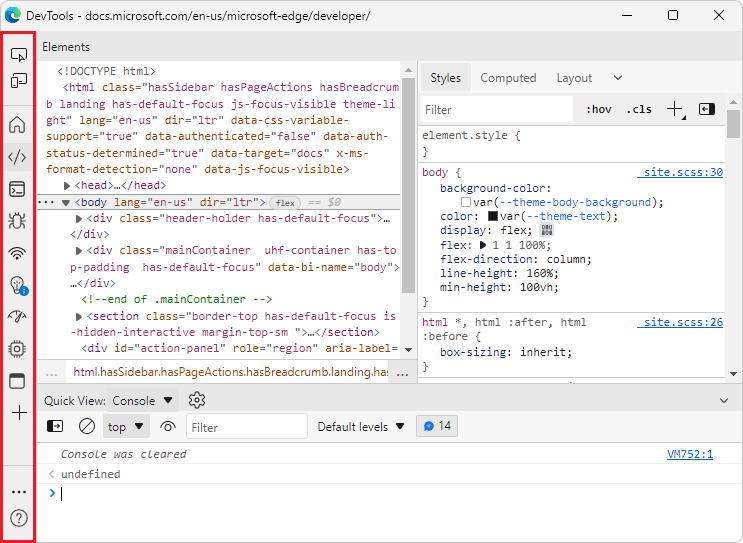 DevTools - docs.microsoft.com/en-us/microsoft-edge/developer/
Elements
<!DOCTYPE html>
<html class="hasSidebar hasPageActions hasBreadcrum
b landing has-default-focus js-focus-visible theme-li
ght" lang="en-us" dir="ltr" data-css-variable-
support="true" data-authenticated="false" data-auth-
status-determined="true" data-target="docs" x-ms-
format-detection="none" data-js-focus-visible>
<head>…</head>
<body lang="en-us" dir="ltr"> flex == $0
<div class="header-holder has-default-focus">…
</div>
<div class="mainContainer  uhf-container has-to
p-padding  has-default-focus" data-bi-name="body">
…</div>
<!--end of .mainContainer -->
<section class="border-top has-default-focus is
-hidden-interactive margin-top-sm ">…</section>
<div id="action-panel" role="region" aria-label=
... html.hasSidebar.hasPageActions.hasBreadcrumb.landing.has ...
Styles Computed Layout
Filter :hov .cls
element.style {
}
body { _site.scss:30
background-color:
var(--theme-body-background);
color: var(--theme-text);
display: flex;
flex: 1 1 100%;
flex-direction: column;
line-height: 160%;
min-height: 100vh;
}
html *, html :after, html _site.scss:26
:before {
box-sizing: inherit;
}
Quick View: Console
top Filter Default levels 14
Console was cleared VM752:1
undefined